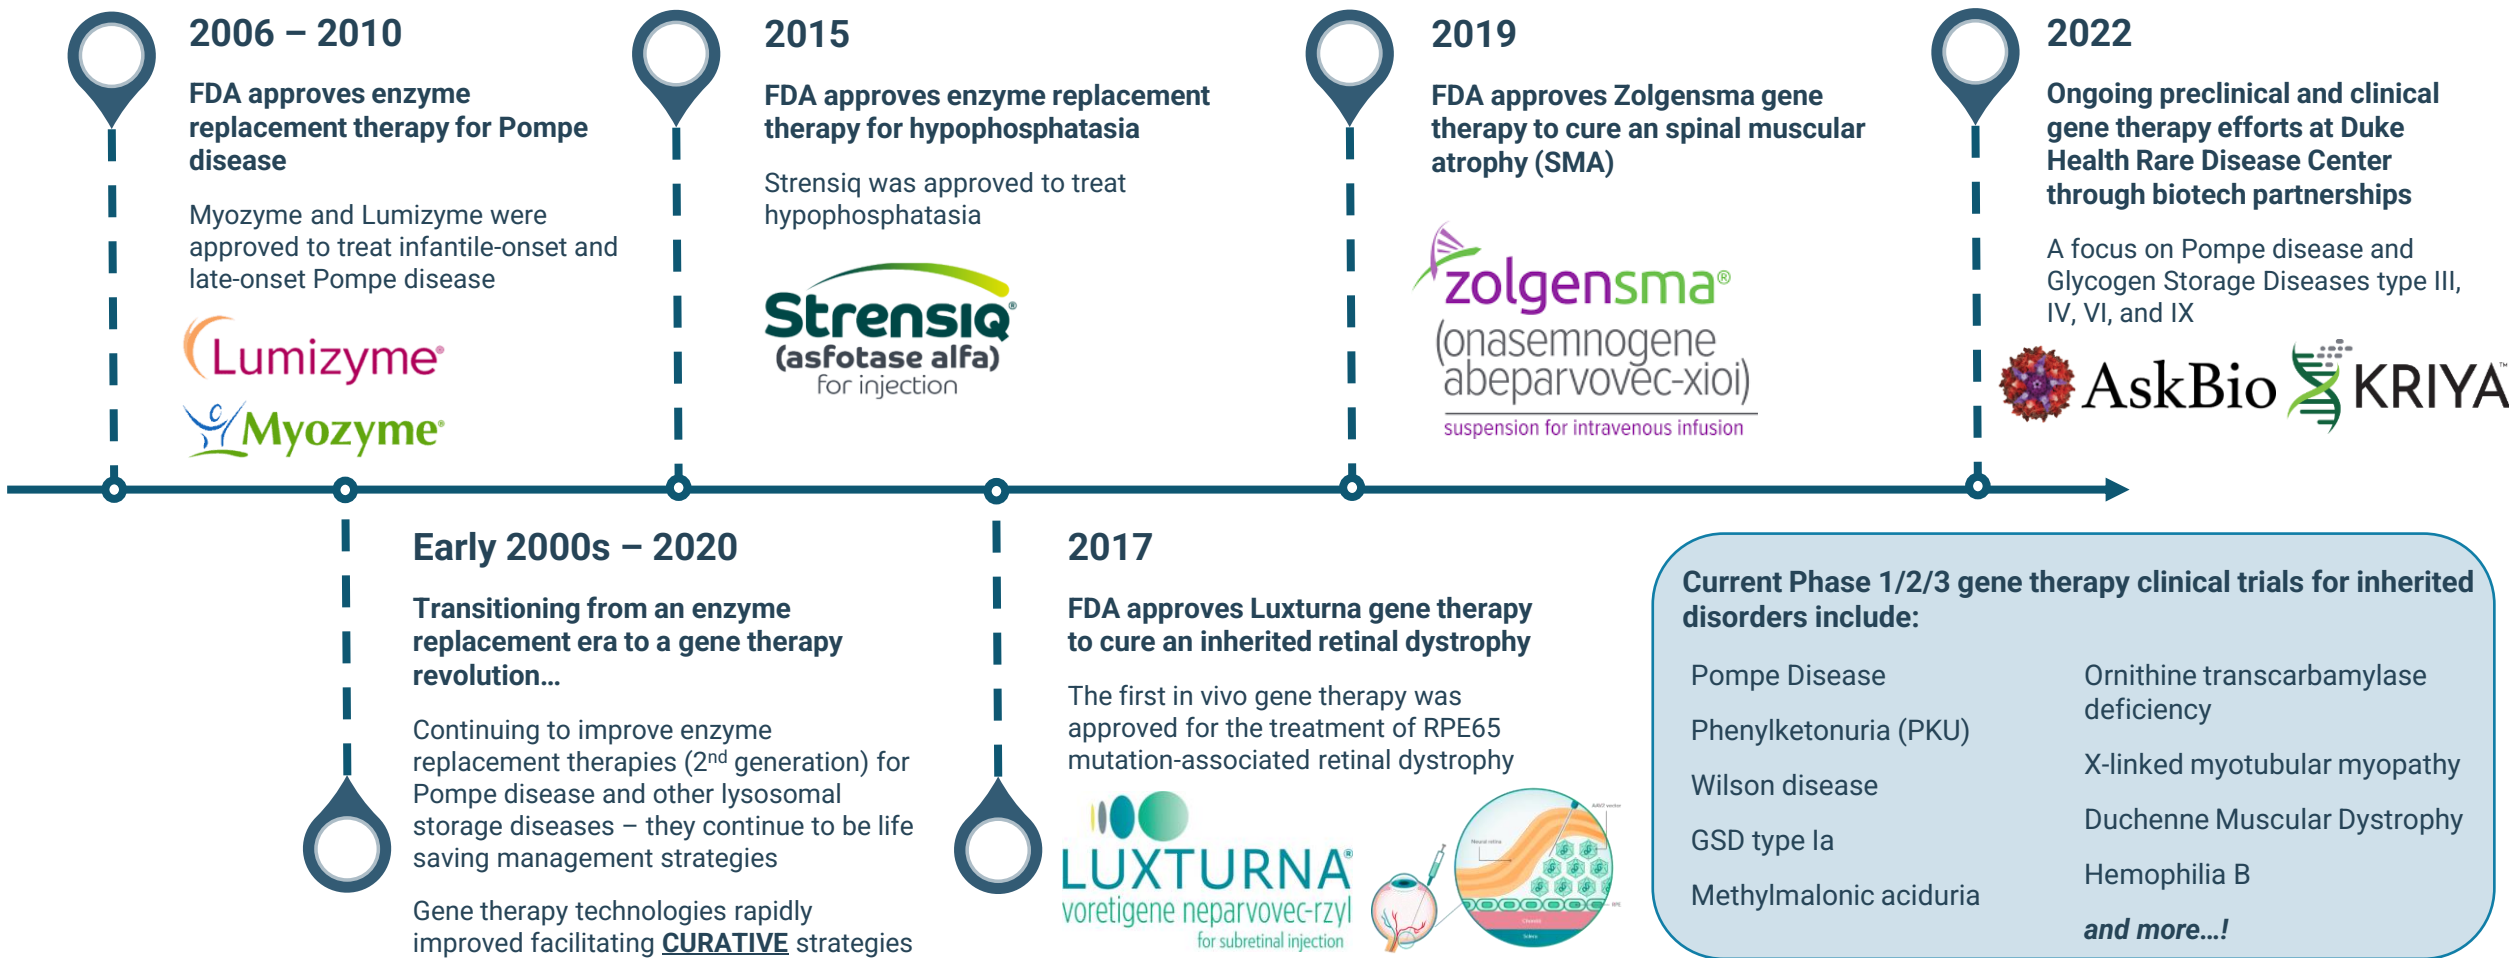 2006 – 2010
FDA approves enzyme
replacement therapy for Pompe
disease
Myozyme and Lumizyme were
approved to treat infantile-onset and
late-onset Pompe disease
Lumizyme®
Myozyme®
2015
FDA approves enzyme replacement
therapy for hypophosphatasia
Strensiq was approved to treat
hypophosphatasia
Strensiq®
(asfotase alfa)
for injection
2019
FDA approves Zolgensma gene
therapy to cure an spinal muscular
atrophy (SMA)
zolgensma®
(onasemnogene
abeparvovec-xioi)
suspension for intravenous infusion
2022
Ongoing preclinical and clinical
gene therapy efforts at Duke
Health Rare Disease Center
through biotech partnerships
A focus on Pompe disease and
Glycogen Storage Diseases type III,
IV, VI, and IX
AskBio
KRIYA™
Early 2000s – 2020
Transitioning from an enzyme
replacement era to a gene therapy
revolution...
Continuing to improve enzyme
replacement therapies (2nd generation) for
Pompe disease and other lysosomal
storage diseases – they continue to be life
saving management strategies
Gene therapy technologies rapidly
improved facilitating CURATIVE strategies
2017
FDA approves Luxturna gene therapy
to cure an inherited retinal dystrophy
The first in vivo gene therapy was
approved for the treatment of RPE65
mutation-associated retinal dystrophy
LUXTURNA®
voretigene neparvovec-rzyl
for subretinal injection
Neural retina
AAV2 vector
RPE
Choroid
Sclera
Current Phase 1/2/3 gene therapy clinical trials for inherited
disorders include:
Pompe Disease
Phenylketonuria (PKU)
Wilson disease
GSD type Ia
Methylmalonic aciduria
Ornithine transcarbamylase
deficiency
X-linked myotubular myopathy
Duchenne Muscular Dystrophy
Hemophilia B
and more...!